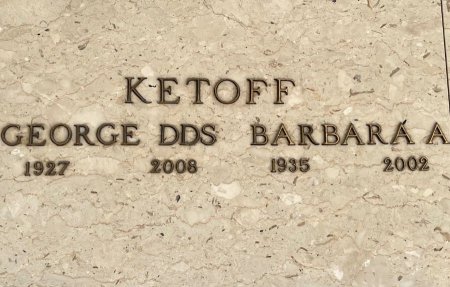 KETOFF
GEORGE DDS BARBARA A
1927 2008 1935 2002